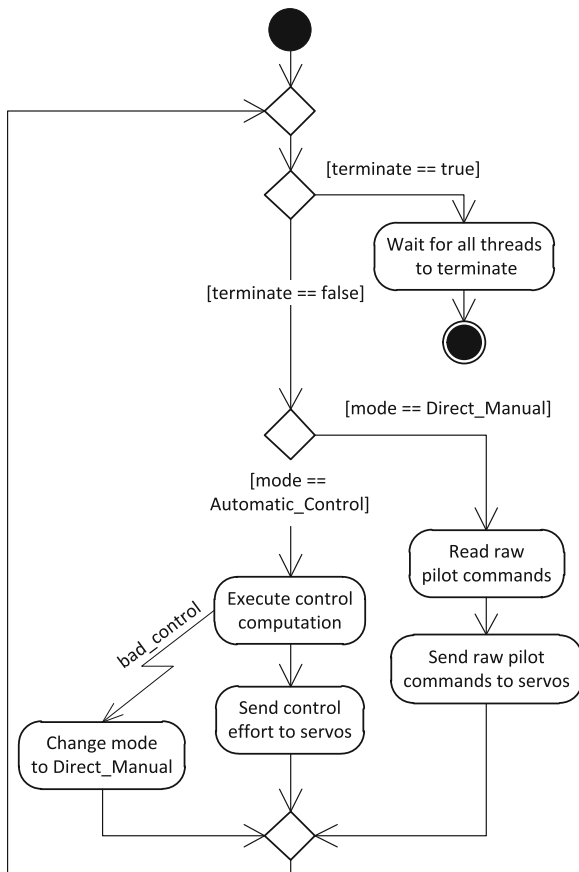 [terminate == true]
Wait for all threads
to terminate
[terminate == false]
[mode == Direct_Manual]
[mode ==
Automatic_Control]
Read raw
pilot commands
Execute control
computation
bad_control
Send raw pilot
commands to servos
Send control
effort to servos
Change mode
to Direct_Manual